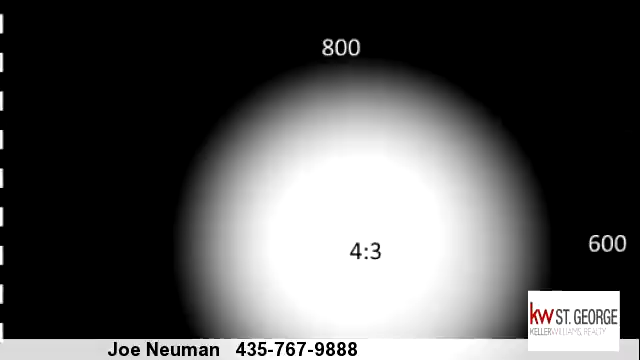 800
4:3
600
kw ST. GEORGE
KELLERWILLIAMS. REALTY
Joe Neuman 435-767-9888